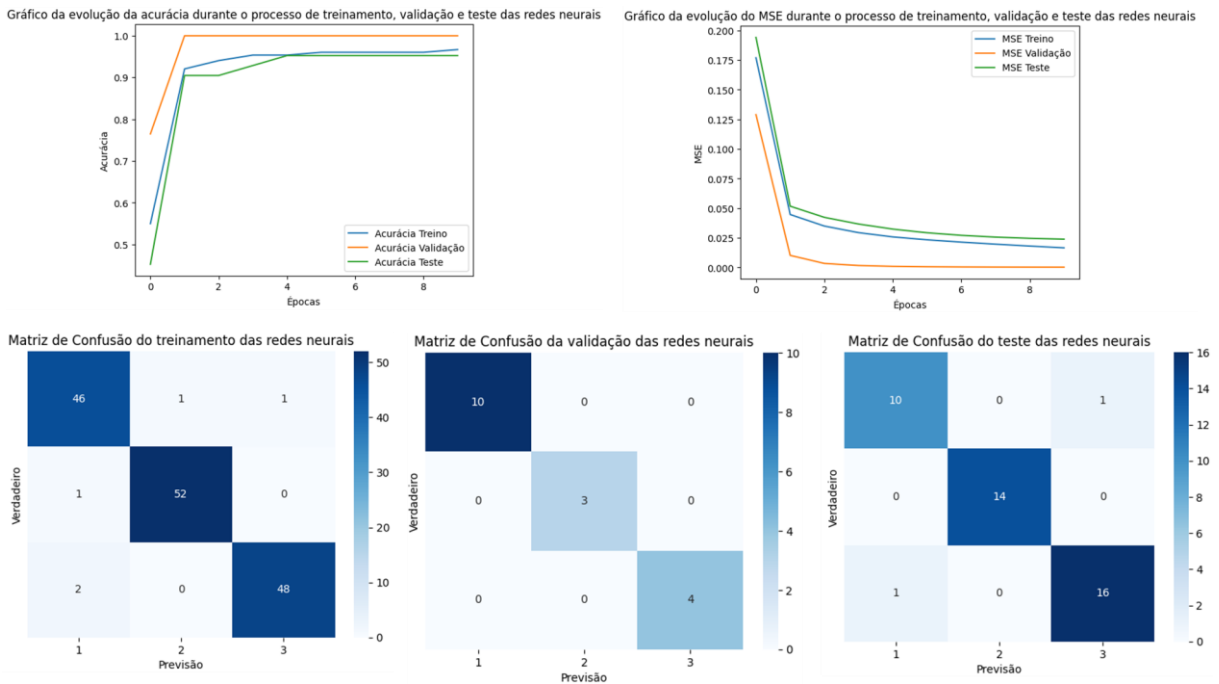 Gráfico da evolução da acurácia durante o processo de treinamento, validação e teste das redes neurais
1.0
0.9
0.8
0.7
0.6
0.5
Acurácia
Acurácia Treino
Acurácia Validação
Acurácia Teste
0 2 4 6 8
Épocas
Gráfico da evolução do MSE durante o processo de treinamento, validação e teste das redes neurais
0.200
0.175
0.150
0.125
0.100
0.075
0.050
0.025
0.000
MSE
MSE Treino
MSE Validação
MSE Teste
0 2 4 6 8
Épocas
Matriz de Confusão do treinamento das redes neurais
Verdadeiro
46 1 1
1 52 0
2 0 48
1 2 3
Previsão
50
40
30
20
10
0
Matriz de Confusão da validação das redes neurais
Verdadeiro
10 0 0
0 3 0
0 0 4
1 2 3
Previsão
10
8
6
4
2
0
Matriz de Confusão do teste das redes neurais
Verdadeiro
10 0 1
0 14 0
1 0 16
1 2 3
Previsão
16
14
12
10
8
6
4
2
0